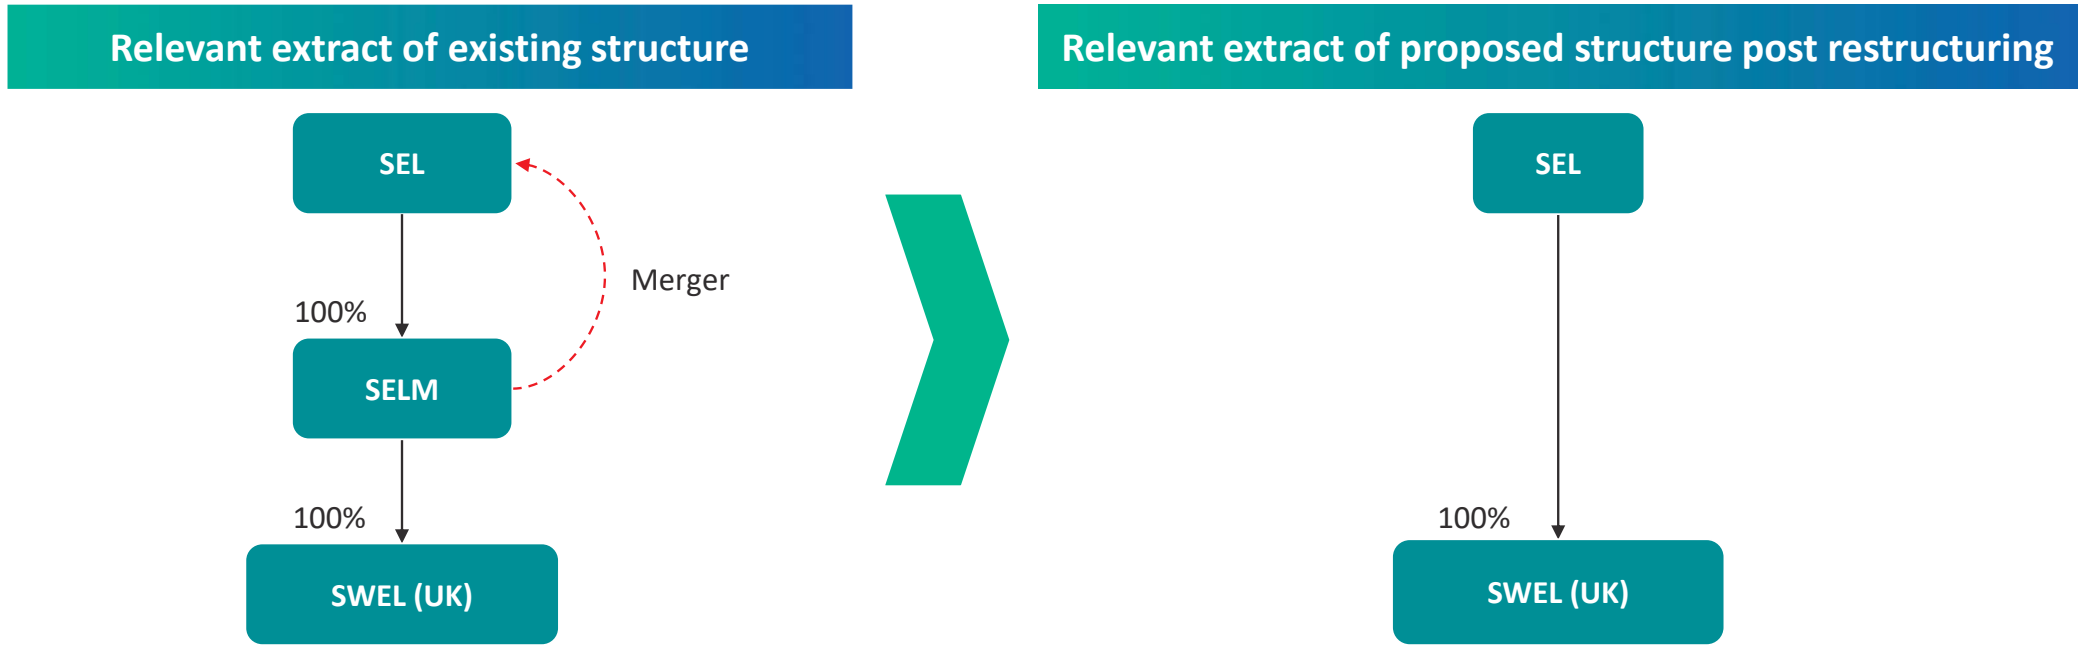 Relevant extract of existing structure
SEL
Merger
100%
SELM
100%
SWEL (UK)
Relevant extract of proposed structure post restructuring
SEL
100%
SWEL (UK)